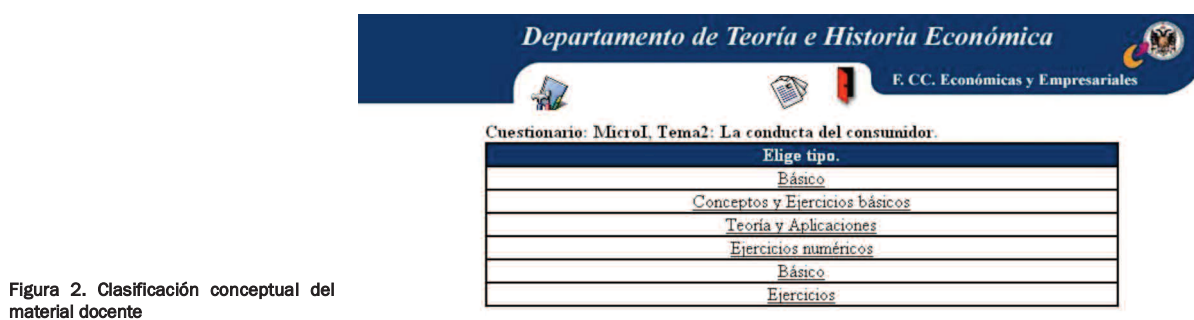 Departamento de Teoría e Historia Económica
F. CC. Económicas y Empresariales
Cuestionario: MicroI, Tema2: La conducta del consumidor.
Elige tipo.
Básico
Conceptos y Ejercicios básicos
Teoría y Aplicaciones
Ejercicios numéricos
Básico
Ejercicios
Figura 2. Clasificación conceptual del
material docente